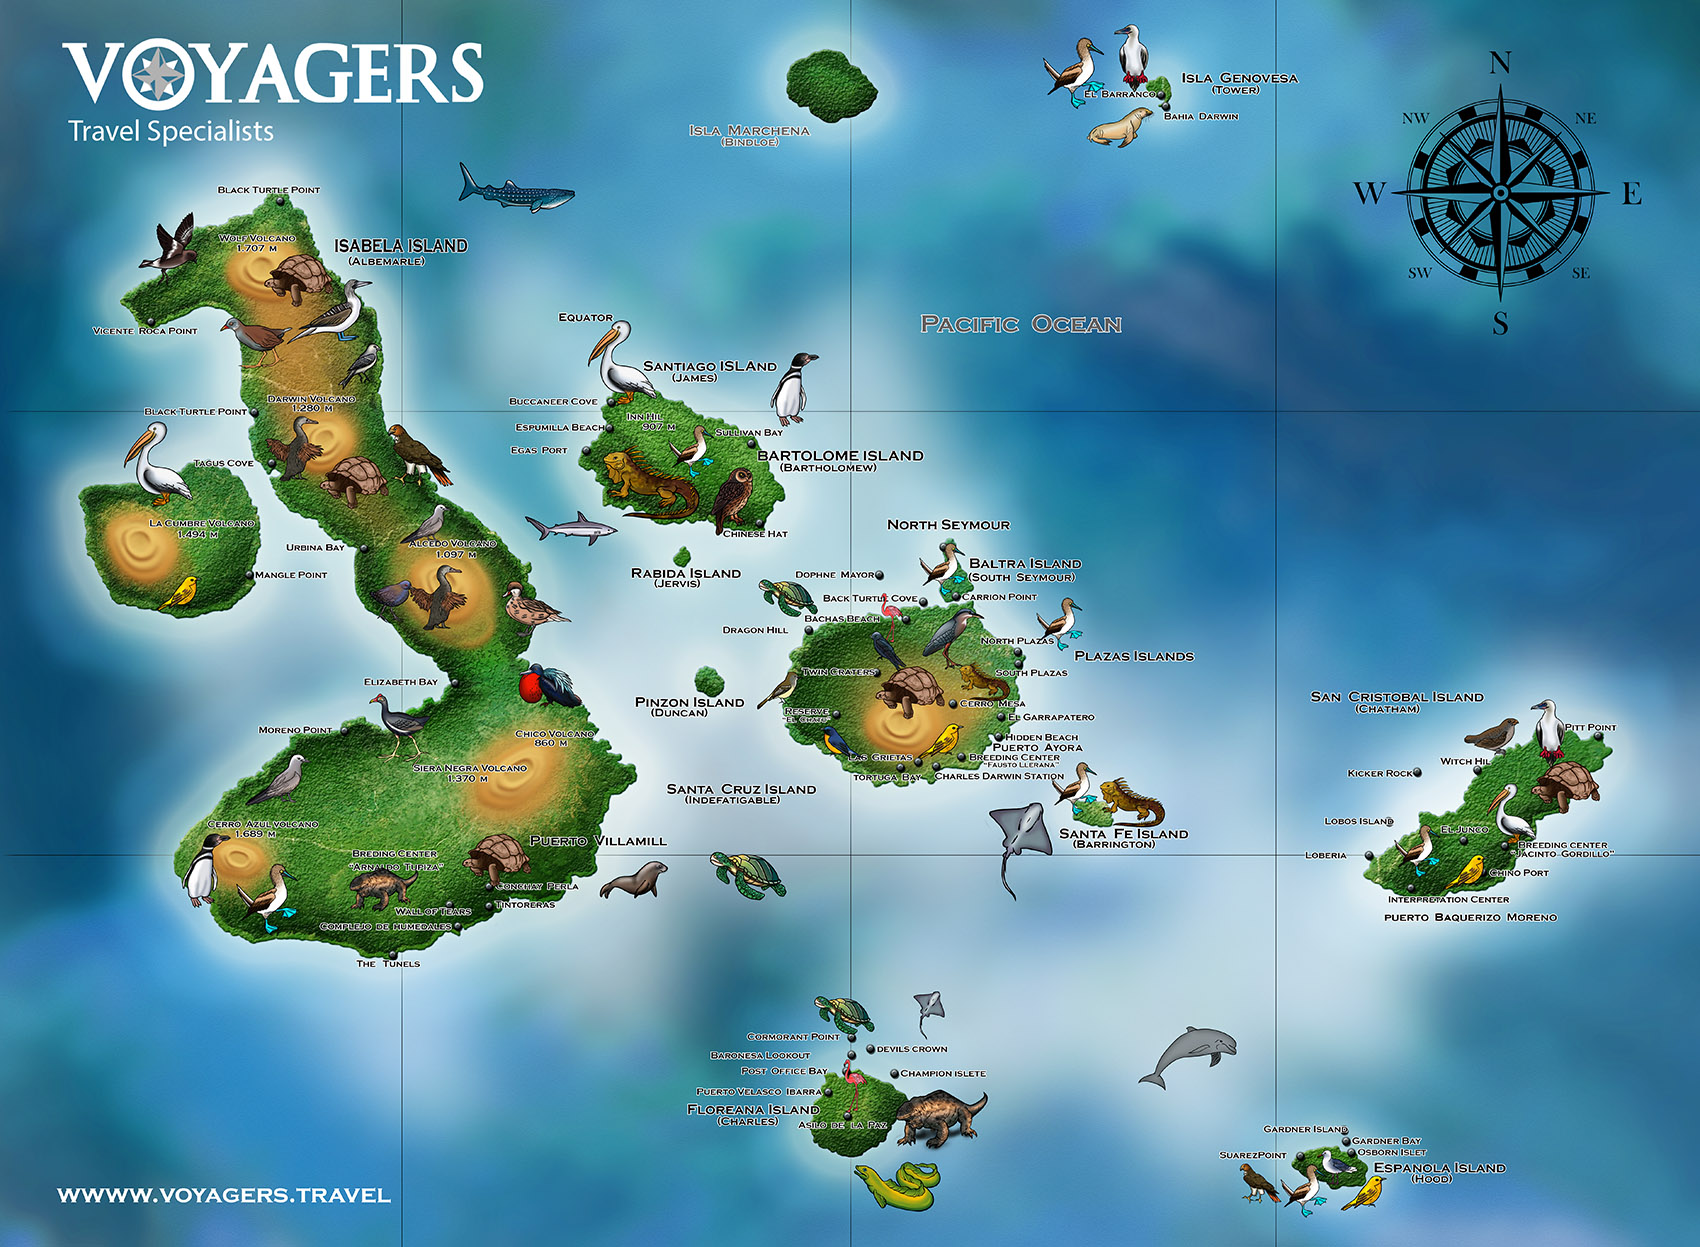 VOYAGERS
Travel Specialists
ISLA MARCHENA
(BINDLOE)
EL BARRANCO
ISLA GENOVESA
(TOWER)
BAHIA DARWIN
N
NW
NE
W
E
SW
SE
S
BLACK TURTLE POINT
WOLF VOLCANO
1.707 M
ISABELA ISLAND
(ALBEMARLE)
VICENTE ROCA POINT
DARWIN VOLCANO
1.280 M
BLACK TURTLE POINT
TAGUS COVE
LA CUMBRE VOLCANO
1.494 M
MANGLE POINT
URBINA BAY
ALCEDO VOLCANO
1.097 M
ELIZABETH BAY
MORENO POINT
CHICO VOLCANO
860 M
SIERA NEGRA VOLCANO
1.370 M
CERRO AZUL VOLCANO
1.689 M
PUERTO VILLAMILL
BREDING CENTER
"ARNALDO TUPIZA"
CONCHAY PERLA
WALL OF TEARS
TINTORERAS
COMPLEJO DE HUMEDALES
THE TUNELS
PACIFIC OCEAN
EQUATOR
SANTIAGO ISLAND
(JAMES)
BUCCANEER COVE
INN HIL
907 M
ESPUMILLA BEACH
SULLIVAN BAY
EGAS PORT
BARTOLOME ISLAND
(BARTHOLOMEW)
CHINESE HAT
RABIDA ISLAND
(JERVIS)
PINZON ISLAND
(DUNCAN)
NORTH SEYMOUR
BALTRA ISLAND
(SOUTH SEYMOUR)
DOPHNE MAYOR
BACK TURTLE COVE
CARRION POINT
BACHAS BEACH
DRAGON HILL
NORTH PLAZAS
PLAZAS ISLANDS
TWIN CRATERS
SOUTH PLAZAS
CERRO MESA
RESERVE
"EL CHATO"
EL GARRAPATERO
HIDDEN BEACH
PUERTO AYORA
LAS GRIETAS
BREEDING CENTER
"FAUSTO LLERANA"
TORTUGA BAY
CHARLES DARWIN STATION
SANTA CRUZ ISLAND
(INDEFATIGABLE)
SANTA FE ISLAND
(BARRINGTON)
SAN CRISTOBAL ISLAND
(CHATHAM)
PITT POINT
WITCH HIL
KICKER ROCK
LOBOS ISLAND
EL JUNCO
LOBERIA
BREEDING CENTER
"JACINTO GORDILLO"
CHINO PORT
INTERPRETATION CENTER
PUERTO BAQUERIZO MORENO
CORMORANT POINT
DEVILS CROWN
BARONESA LOOKOUT
POST OFFICE BAY
CHAMPION ISLETE
PUERTO VELASCO IBARRA
FLOREANA ISLAND
(CHARLES)
ASILO DE LA PAZ
GARDNER ISLAND
GARDNER BAY
SUAREZPOINT
OSBORN ISLET
ESPANOLA ISLAND
(HOOD)
WWWW.VOYAGERS.TRAVEL